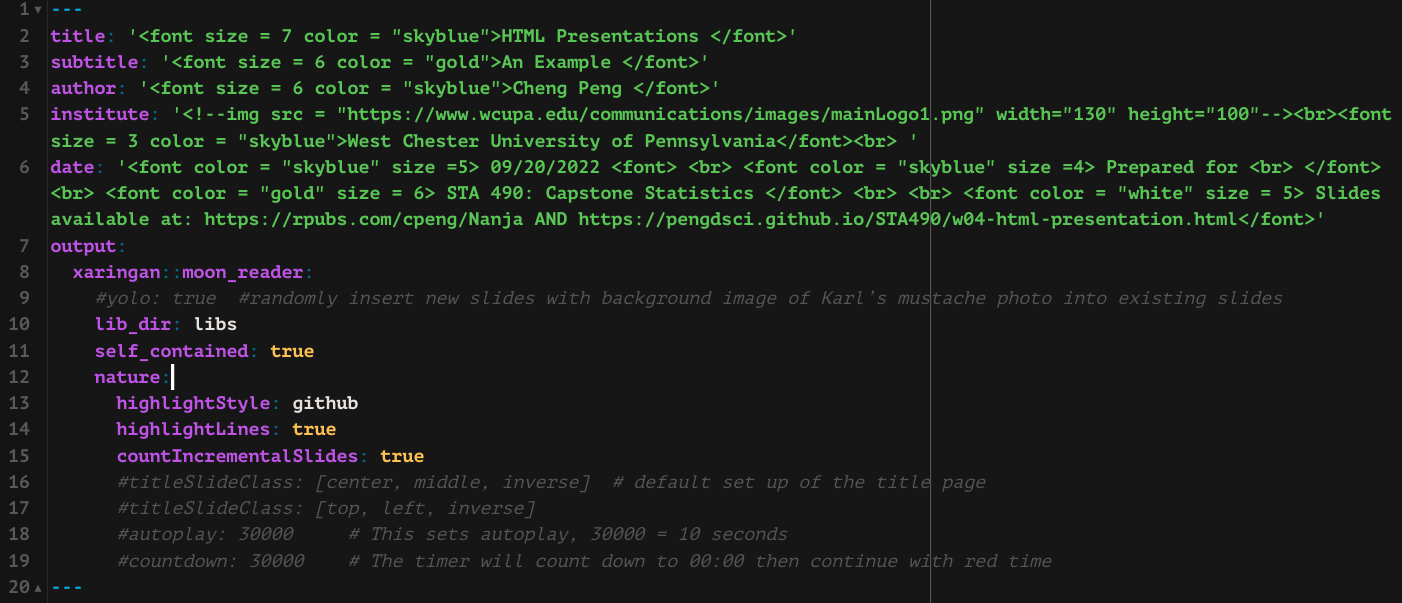 1 ---
2 title: '<font size = 7 color = "skyblue">HTML Presentations </font>'
3 subtitle: '<font size = 6 color = "gold">An Example </font>'
4 author: '<font size = 6 color = "skyblue">Cheng Peng </font>'
5 institute: '<!--img src = "https://www.wcupa.edu/communications/images/mainLogo1.png" width="130" height="100"--><br><font
size = 3 color = "skyblue">West Chester University of Pennsylvania</font><br> '
6 date: '<font color = "skyblue" size =5> 09/20/2022 <font> <br> <font color = "skyblue" size =4> Prepared for <br> </font>
<br> <font color = "gold" size = 6> STA 490: Capstone Statistics </font> <br> <br> <font color = "white" size = 5> Slides
available at: https://rpubs.com/cpeng/Nanja AND https://pengdsci.github.io/STA490/w04-html-presentation.html</font>'
7 output:
8 xaringan::moon_reader:
9 #yolo: true  #randomly insert new slides with background image of Karl's mustache photo into existing slides
10 lib_dir: libs
11 self_contained: true
12 nature:
13 highlightStyle: github
14 highlightLines: true
15 countIncrementalSlides: true
16 #titleSlideClass: [center, middle, inverse]  # default set up of the title page
17 #titleSlideClass: [top, left, inverse]
18 #autoplay: 30000     # This sets autoplay, 30000 = 10 seconds
19 #countdown: 30000    # The timer will count down to 00:00 then continue with red time
20 ---